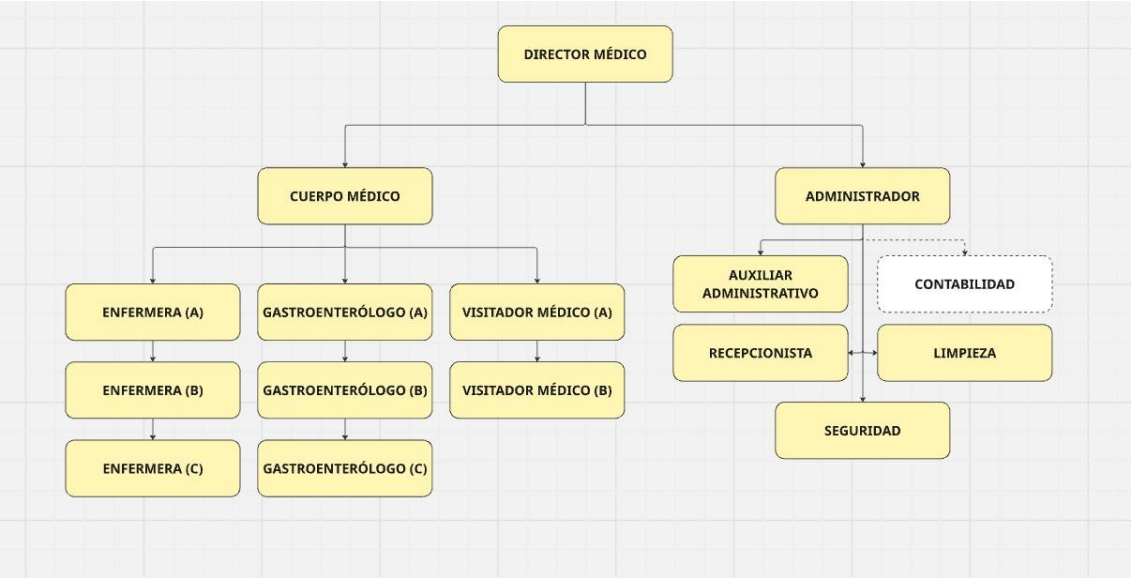 DIRECTOR MÉDICO
CUERPO MÉDICO
ADMINISTRADOR
AUXILIAR
ADMINISTRATIVO
CONTABILIDAD
ENFERMERA (A)
GASTROENTERÓLOGO (A)
VISITADOR MÉDICO (A)
RECEPCIONISTA
LIMPIEZA
ENFERMERA (B)
GASTROENTERÓLOGO (B)
VISITADOR MÉDICO (B)
SEGURIDAD
ENFERMERA (C)
GASTROENTERÓLOGO (C)